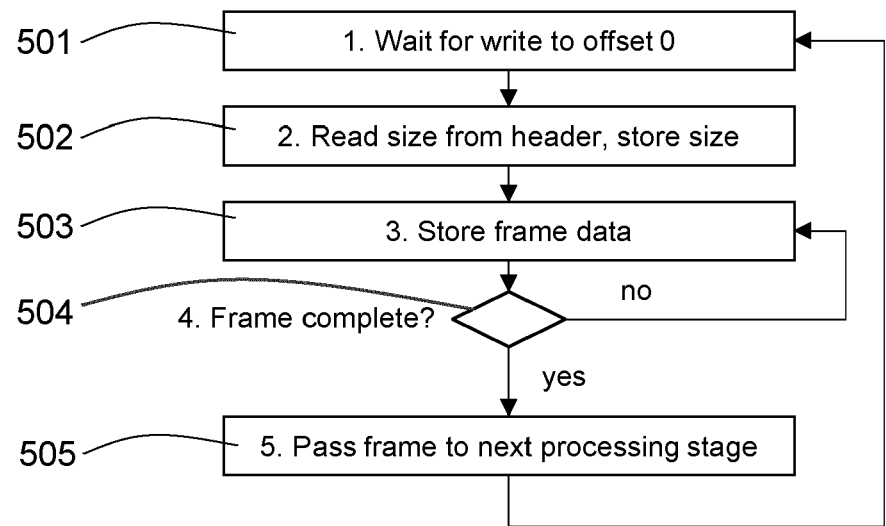 501
1. Wait for write to offset 0
502
2. Read size from header, store size
503
3. Store frame data
504
4. Frame complete?
no
yes
505
5. Pass frame to next processing stage